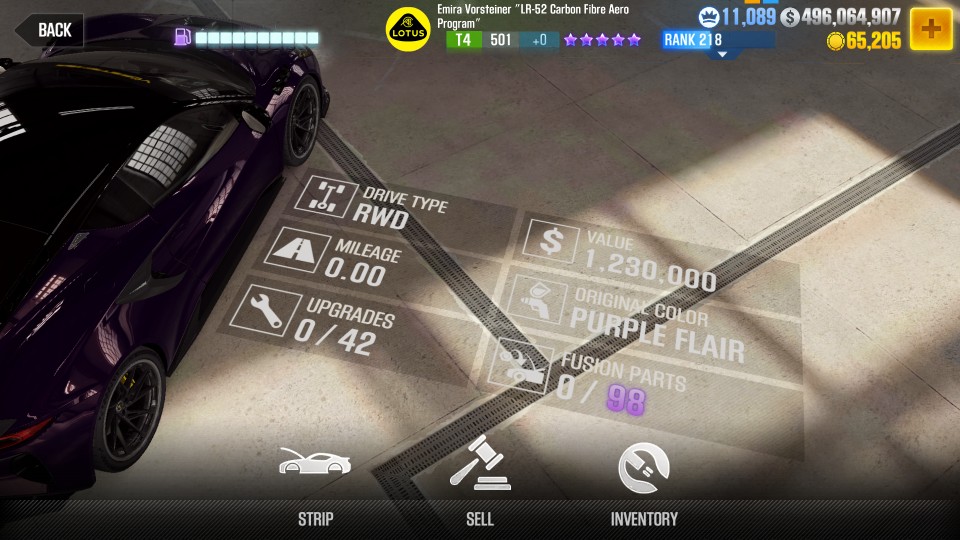 BACK
LOTUS
Emira Vorsteiner "LR-52 Carbon Fibre Aero
Program"
T4 501 +0
RANK 218
11,089
$ 496,064,907
65,205
DRIVE TYPE
RWD
MILEAGE
0.00
UPGRADES
0 / 42
$
VALUE
1,230,000
ORIGINAL COLOR
PURPLE FLAIR
FUSION PARTS
0 / 98
STRIP
SELL
INVENTORY